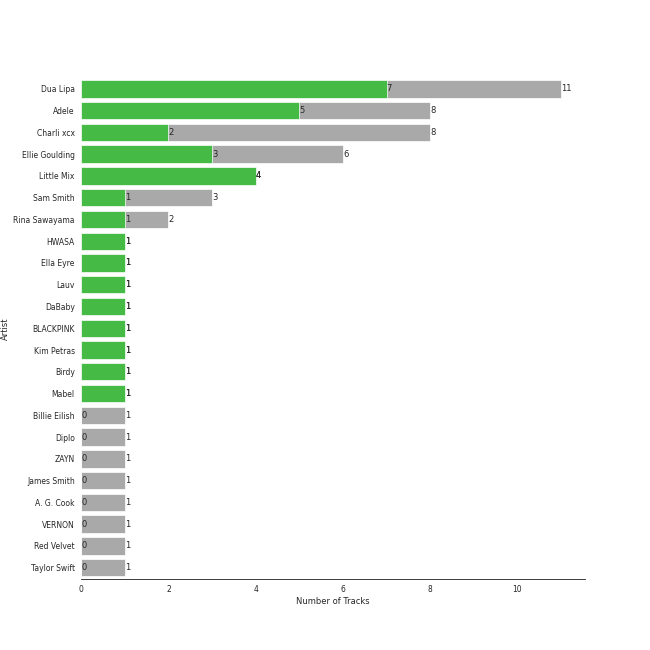 Dua Lipa 7 11
Adele 5 8
Charli xcx 2 8
Ellie Goulding 3 6
Little Mix 4
Sam Smith 1 3
Rina Sawayama 1 2
HWASA 1
Ella Eyre 1
Lauv 1
DaBaby 1
BLACKPINK 1
Kim Petras 1
Birdy 1
Mabel 1
Billie Eilish 0 1
Diplo 0 1
ZAYN 0 1
James Smith 0 1
A. G. Cook 0 1
VERNON 0 1
Red Velvet 0 1
Taylor Swift 0 1
Artist
0 2 4 6 8 10
Number of Tracks